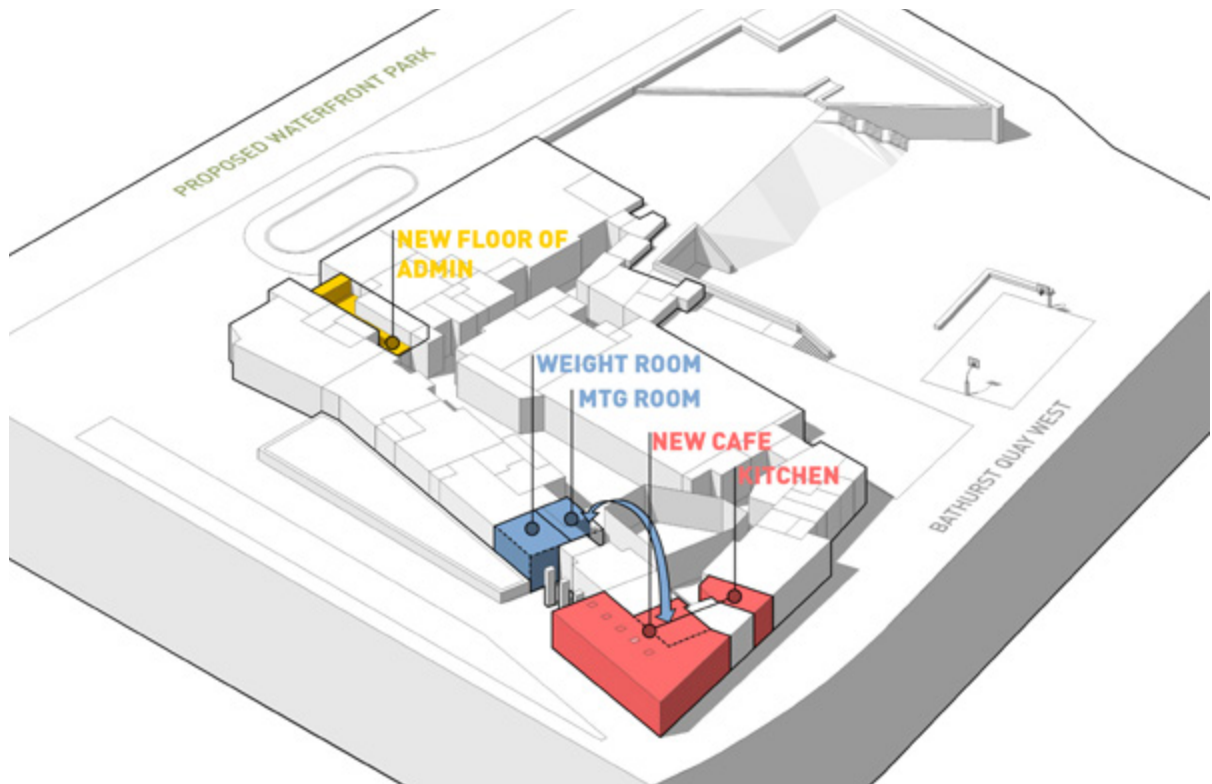 PROPOSED WATERFRONT PARK
NEW FLOOR OF
ADMIN
WEIGHT ROOM
MTG ROOM
NEW CAFE
KITCHEN
BATHURST QUAY WEST